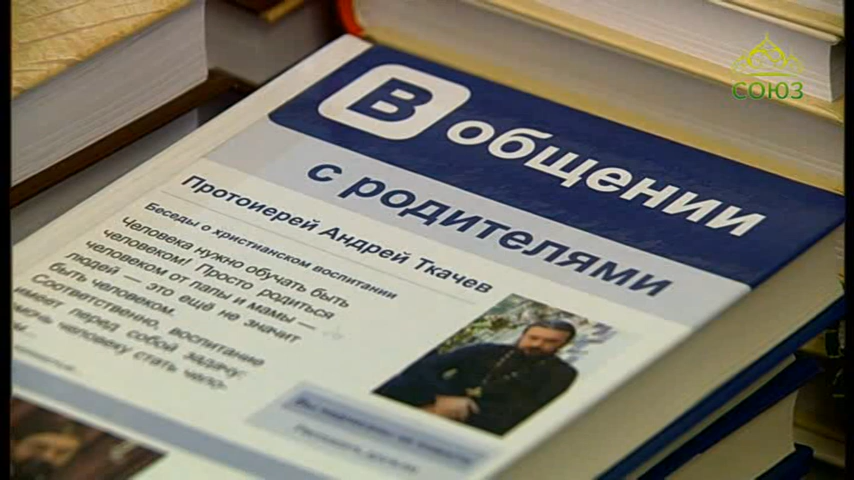 СОЮЗ
В общении
с родителями
Протоиерей Андрей Ткачев
Беседы о христианском воспитании
Человека нужно обучать быть
человеком! Просто родиться
человеком от папы и мамы —
людей — это ещё не значит
быть человеком.
Соответственно, воспитание
имеет перед собой задачу:
человеку стать чело-